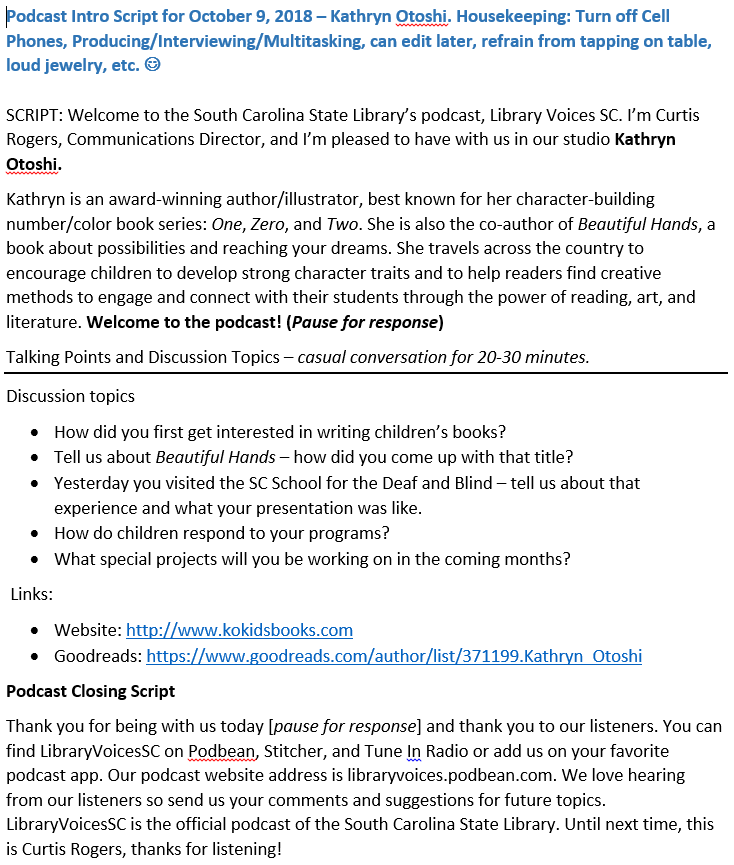 Podcast Intro Script for October 9, 2018 – Kathryn Otoshi. Housekeeping: Turn off Cell
Phones, Producing/Interviewing/Multitasking, can edit later, refrain from tapping on table,
loud jewelry, etc. ☺
SCRIPT: Welcome to the South Carolina State Library’s podcast, Library Voices SC. I’m Curtis
Rogers, Communications Director, and I’m pleased to have with us in our studio Kathryn
Otoshi.
Kathryn is an award-winning author/illustrator, best known for her character-building
number/color book series: One, Zero, and Two. She is also the co-author of Beautiful Hands, a
book about possibilities and reaching your dreams. She travels across the country to
encourage children to develop strong character traits and to help readers find creative
methods to engage and connect with their students through the power of reading, art, and
literature. Welcome to the podcast! (Pause for response)
Talking Points and Discussion Topics – casual conversation for 20-30 minutes.
Discussion topics
• How did you first get interested in writing children’s books?
• Tell us about Beautiful Hands – how did you come up with that title?
• Yesterday you visited the SC School for the Deaf and Blind – tell us about that
experience and what your presentation was like.
• How do children respond to your programs?
• What special projects will you be working on in the coming months?
Links:
• Website: http://www.kokidsbooks.com
• Goodreads: https://www.goodreads.com/author/list/371199.Kathryn_Otoshi
Podcast Closing Script
Thank you for being with us today [pause for response] and thank you to our listeners. You can
find LibraryVoicesSC on Podbean, Stitcher, and Tune In Radio or add us on your favorite
podcast app. Our podcast website address is libraryvoices.podbean.com. We love hearing
from our listeners so send us your comments and suggestions for future topics.
LibraryVoicesSC is the official podcast of the South Carolina State Library. Until next time, this
is Curtis Rogers, thanks for listening!